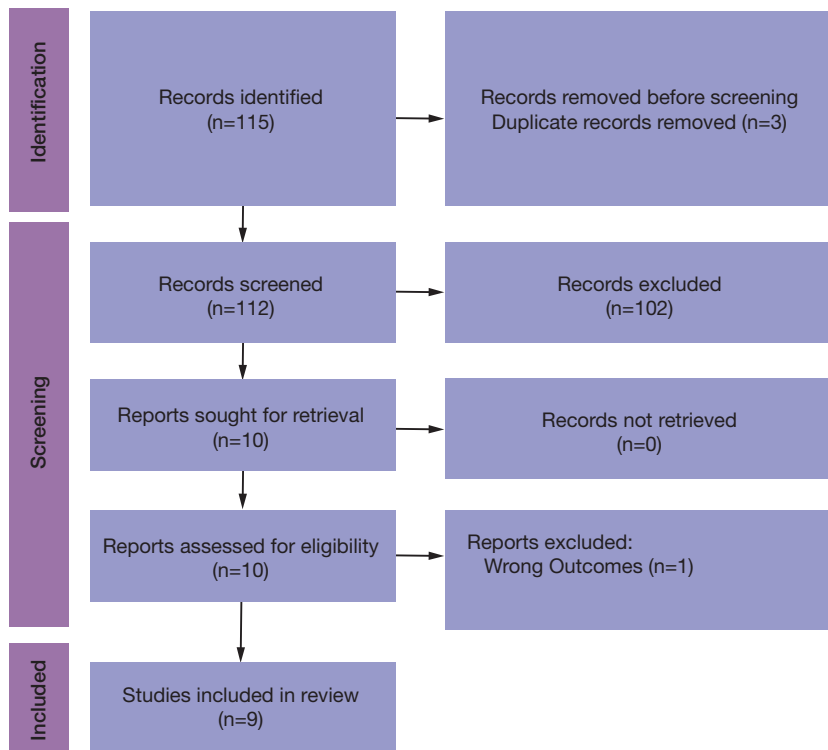 Identification
Records identified
(n=115)
Records removed before screening
Duplicate records removed (n=3)
Screening
Records screened
(n=112)
Records excluded
(n=102)
Reports sought for retrieval
(n=10)
Records not retrieved
(n=0)
Reports assessed for eligibility
(n=10)
Reports excluded:
Wrong Outcomes (n=1)
Included
Studies included in review
(n=9)